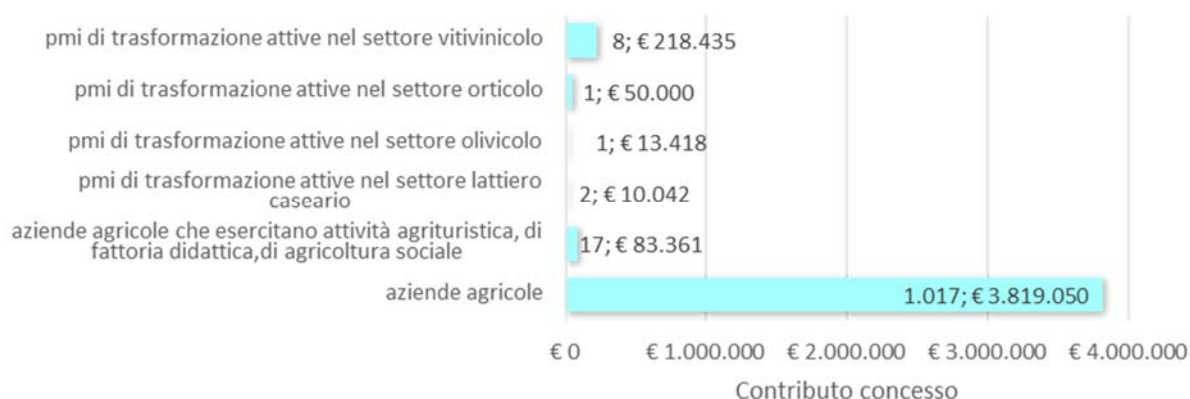 pmi di trasformazione attive nel settore vitivinicolo
8; € 218.435
pmi di trasformazione attive nel settore orticolo
1; € 50.000
pmi di trasformazione attive nel settore olivicolo
1; € 13.418
pmi di trasformazione attive nel settore lattiero
caseario
2; € 10.042
aziende agricole che esercitano attività agrituristica, di
fattoria didattica,di agricoltura sociale
17; € 83.361
aziende agricole
1.017; € 3.819.050
€ 0 € 1.000.000 € 2.000.000 € 3.000.000 € 4.000.000
Contributo concesso